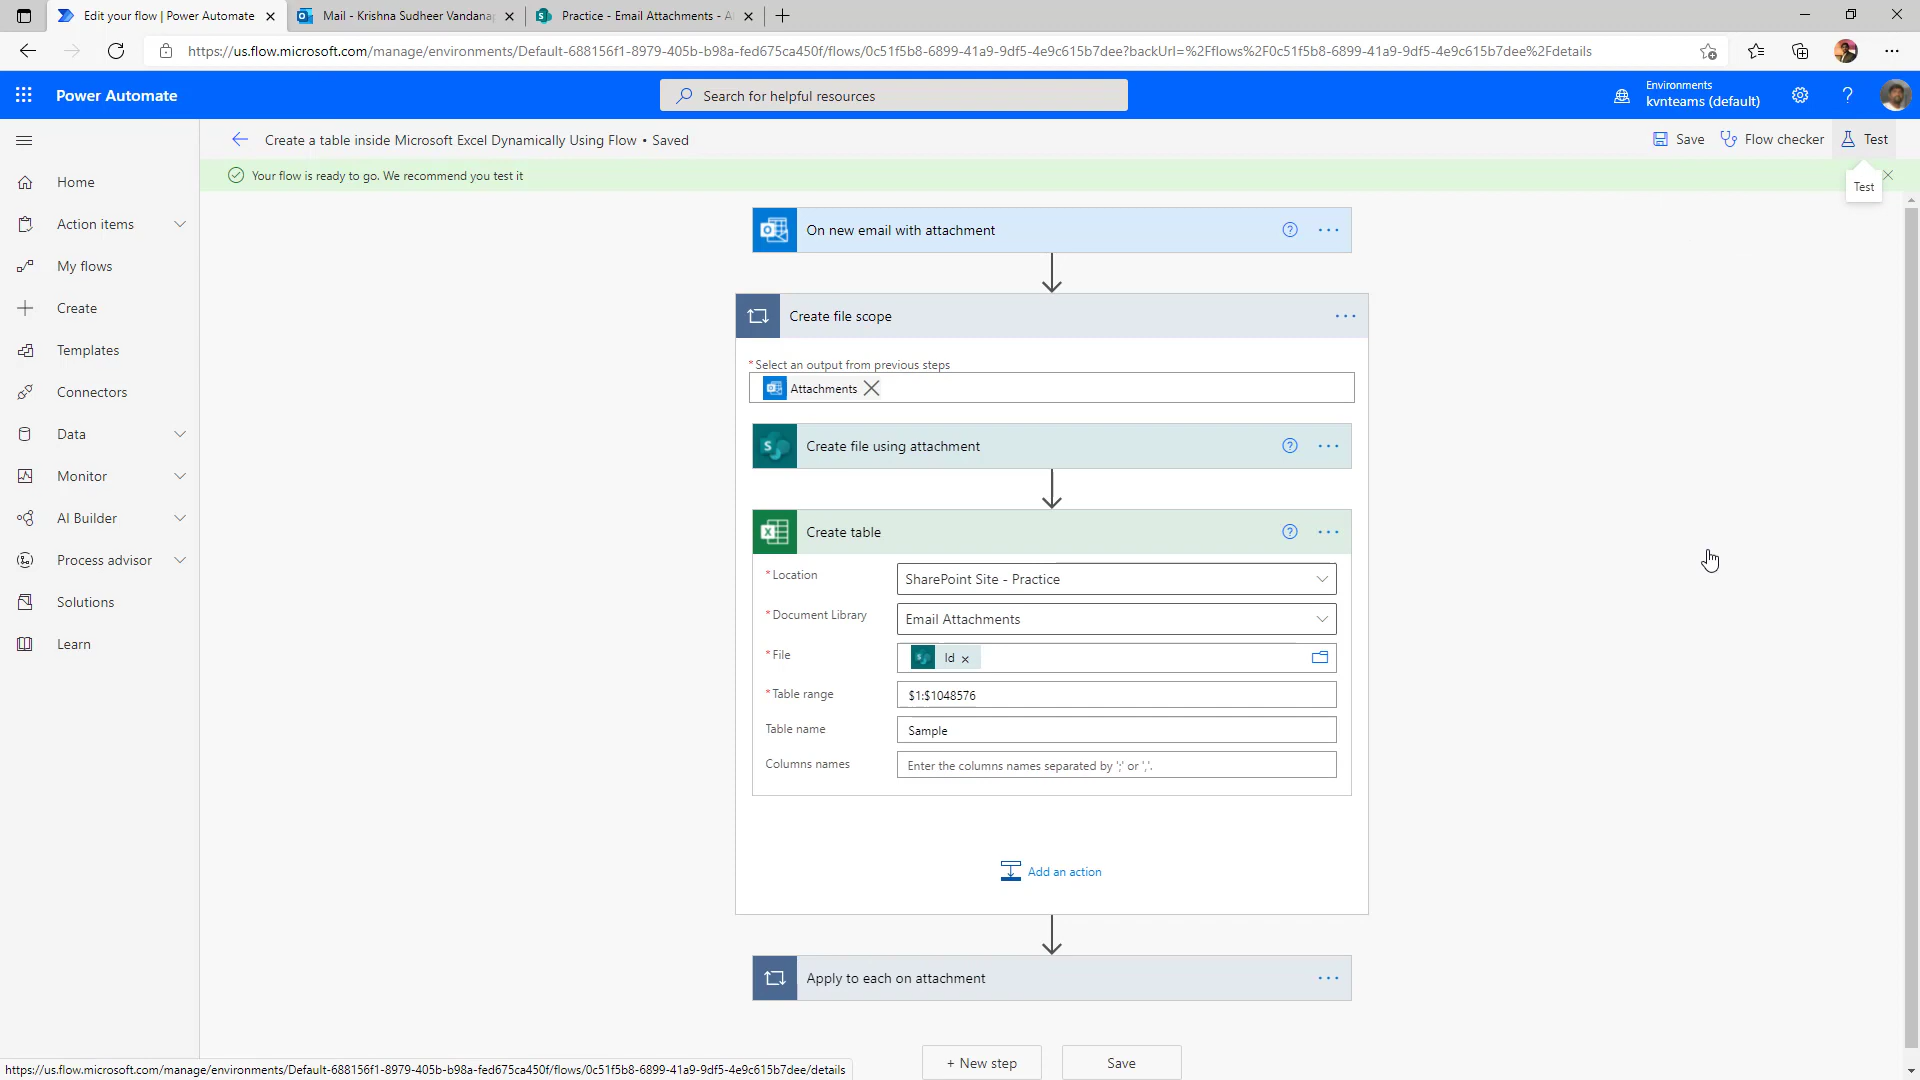 Edit your flow | Power Automate
Mail - Krishna Sudheer Vandana
Practice - Email Attachments - A
https://us.flow.microsoft.com/manage/environments/Default-688156f1-8979-405b-b98a-fed675ca450f/flows/0c51f5b8-6899-41a9-9df5-4e9c615b7dee?backUrl=%2Fflows%2F0c51f5b8-6899-41a9-9df5-4e9c615b7dee%2Fdetails
Power Automate
Search for helpful resources
Environments
kvnteams (default)
Create a table inside Microsoft Excel Dynamically Using Flow • Saved
Save
Flow checker
Test
Your flow is ready to go. We recommend you test it
Test
Home
Action items
My flows
Create
Templates
Connectors
Data
Monitor
AI Builder
Process advisor
Solutions
Learn
On new email with attachment
Create file scope
* Select an output from previous steps
Attachments
Create file using attachment
Create table
* Location
SharePoint Site - Practice
* Document Library
Email Attachments
* File
Id
* Table range
$1:$1048576
Table name
Sample
Columns names
Enter the columns names separated by ';' or ','.
Add an action
Apply to each on attachment
+ New step
Save
https://us.flow.microsoft.com/manage/environments/Default-688156f1-8979-405b-b98a-fed675ca450f/flows/0c51f5b8-6899-41a9-9df5-4e9c615b7dee/details